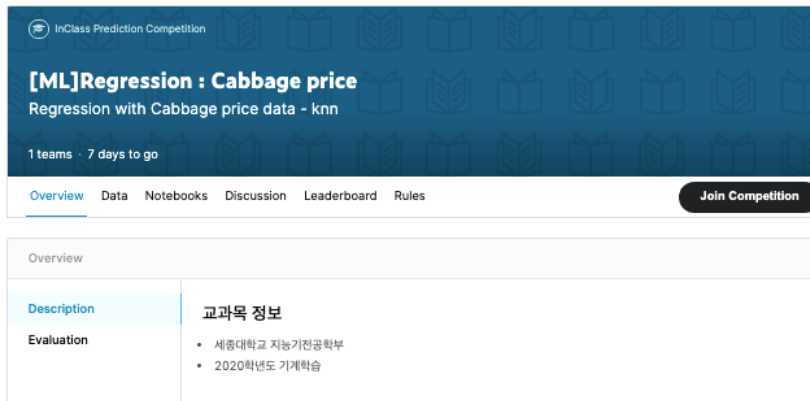 InClass Prediction Competition
[ML]Regression : Cabbage price
Regression with Cabbage price data - knn
1 teams · 7 days to go
Overview Data Notebooks Discussion Leaderboard Rules Join Competition
Overview
Description
교과목 정보
• 세종대학교 지능기전공학부
Evaluation
• 2020학년도 기계학습